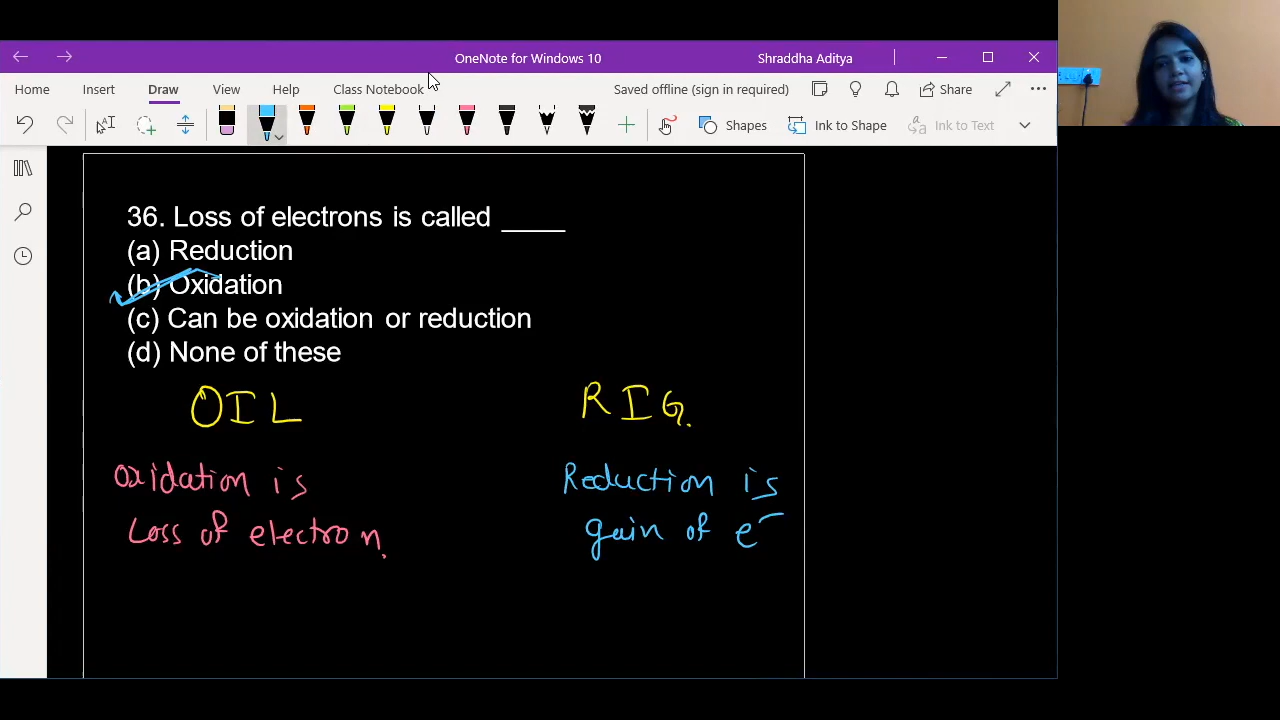 OneNote for Windows 10
Shraddha Aditya
Home Insert Draw View Help Class Notebook Saved offline (sign in required) Share
Shapes Ink to Shape Ink to Text
36. Loss of electrons is called ____
(a) Reduction
(b) Oxidation
(c) Can be oxidation or reduction
(d) None of these
OIL RIG.
Oxidation is Reduction is
Loss of electron. gain of e⁻